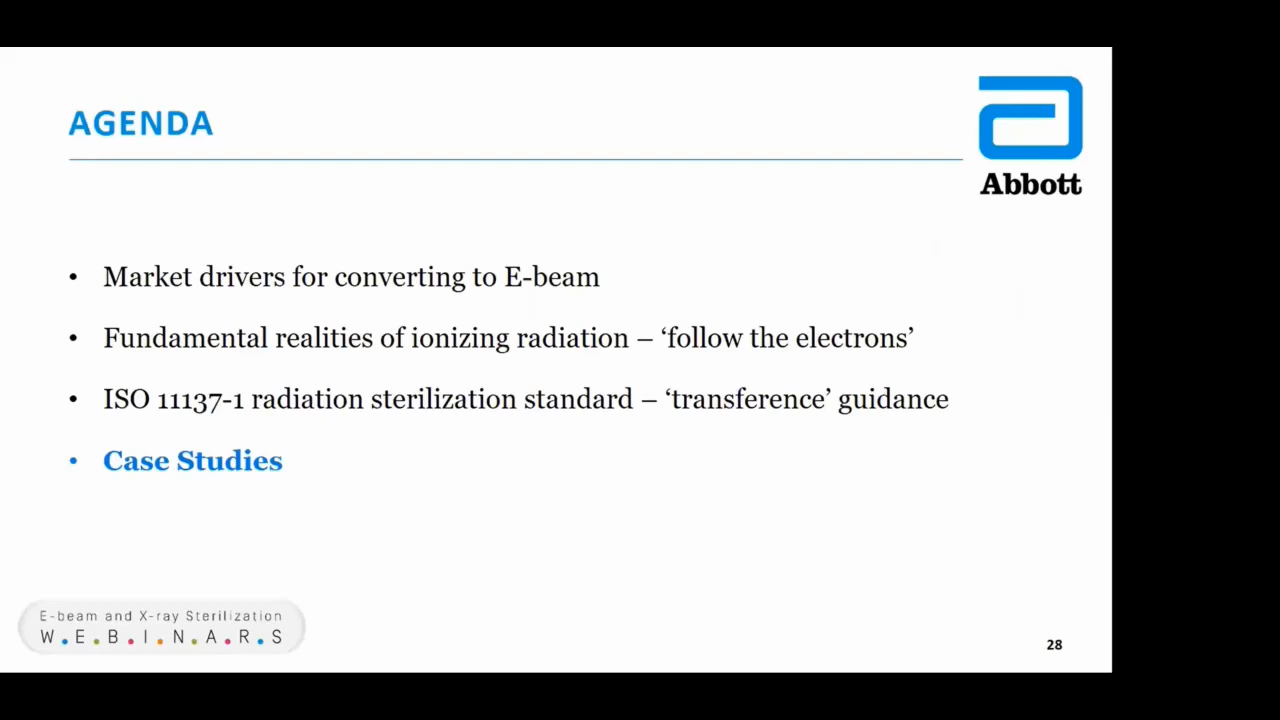 AGENDA
Abbott
• Market drivers for converting to E-beam
• Fundamental realities of ionizing radiation – ‘follow the electrons’
• ISO 11137-1 radiation sterilization standard – ‘transference’ guidance
• Case Studies
E-beam and X-ray Sterilization
W.E.B.I.N.A.R.S
28